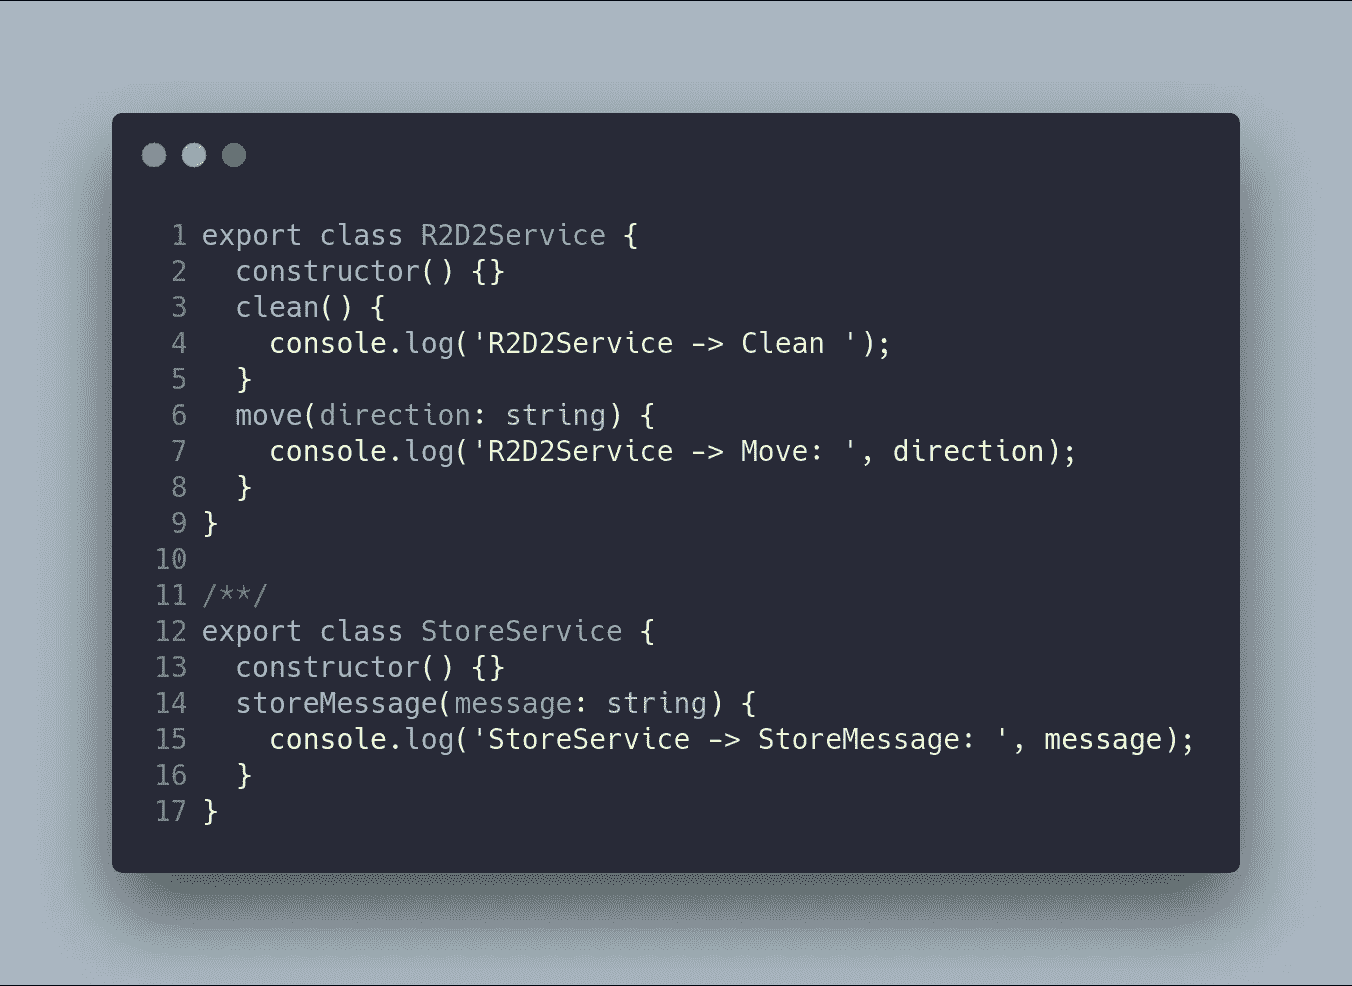 1 export class R2D2Service {
2   constructor() {}
3   clean() {
4     console.log('R2D2Service -> Clean ');
5   }
6   move(direction: string) {
7     console.log('R2D2Service -> Move: ', direction);
8   }
9 }
10
11 /**/
12 export class StoreService {
13   constructor() {}
14   storeMessage(message: string) {
15     console.log('StoreService -> StoreMessage: ', message);
16   }
17 }